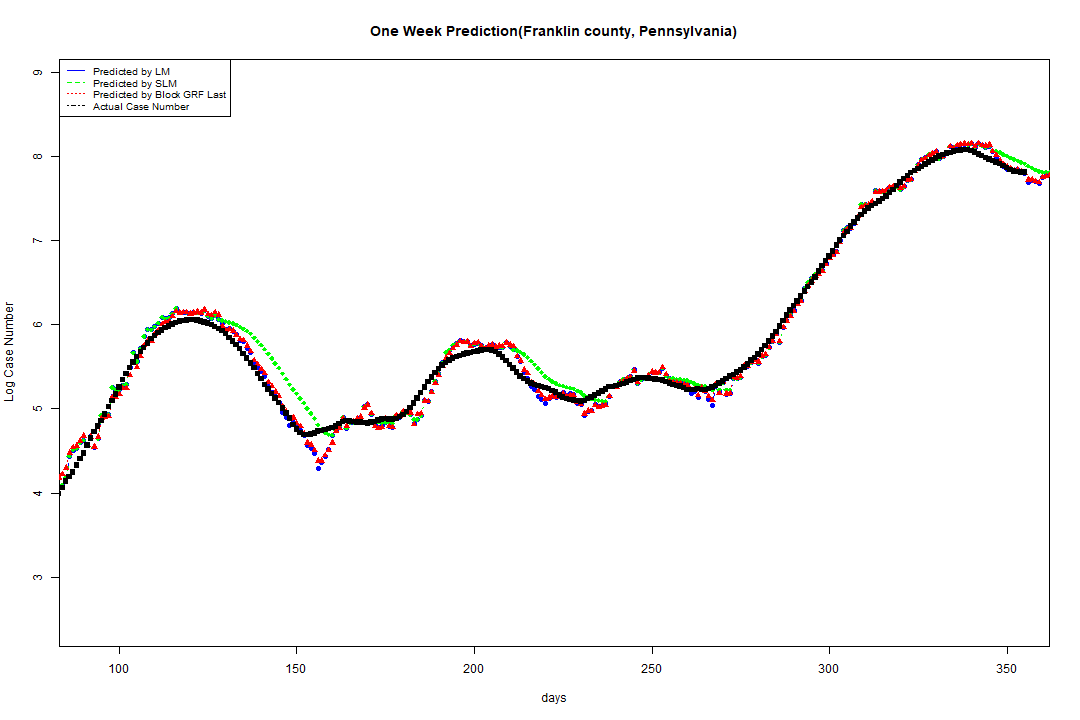 One Week Prediction(Franklin county, Pennsylvania)
Predicted by LM
Predicted by SLM
Predicted by Block GRF Last
Actual Case Number
9
8
7
6
5
4
3
Log Case Number
100
150
200
250
300
350
days